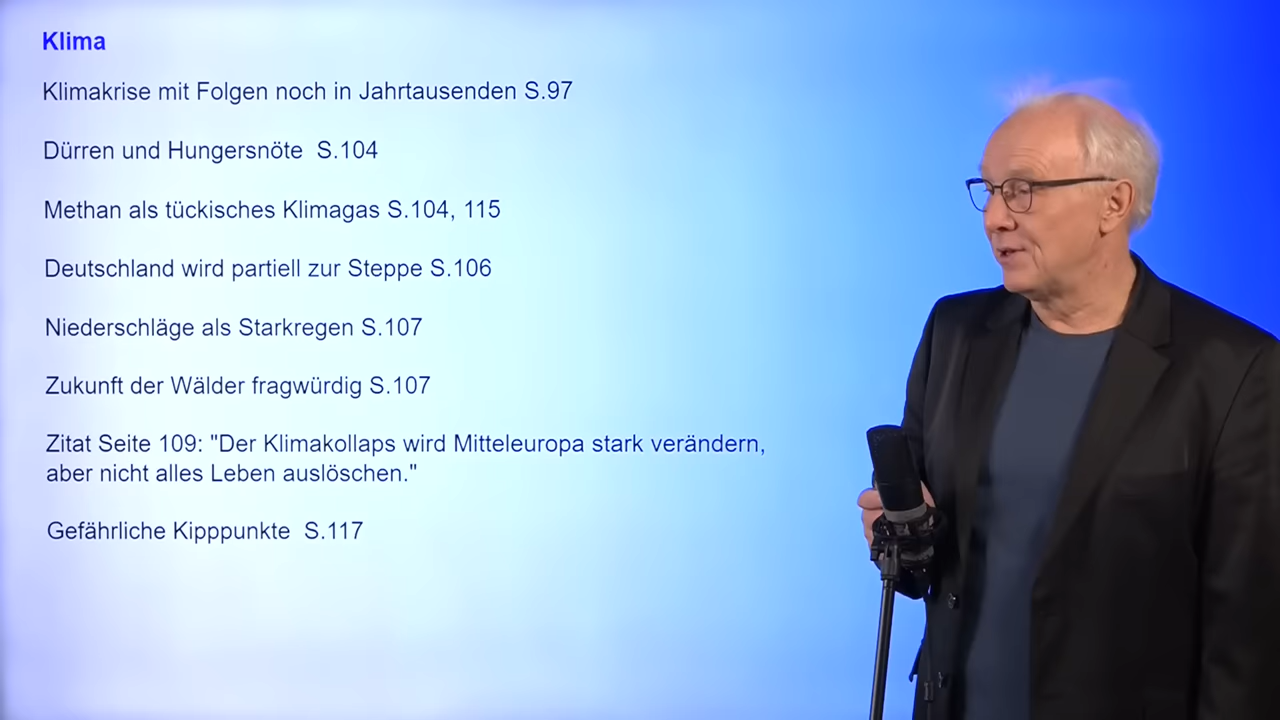 Klima
Klimakrise mit Folgen noch in Jahrtausenden S.97
Dürren und Hungersnöte  S.104
Methan als tückisches Klimagas S.104, 115
Deutschland wird partiell zur Steppe S.106
Niederschläge als Starkregen S.107
Zukunft der Wälder fragwürdig S.107
Zitat Seite 109: "Der Klimakollaps wird Mitteleuropa stark verändern,
aber nicht alles Leben auslöschen."
Gefährliche Kipppunkte  S.117